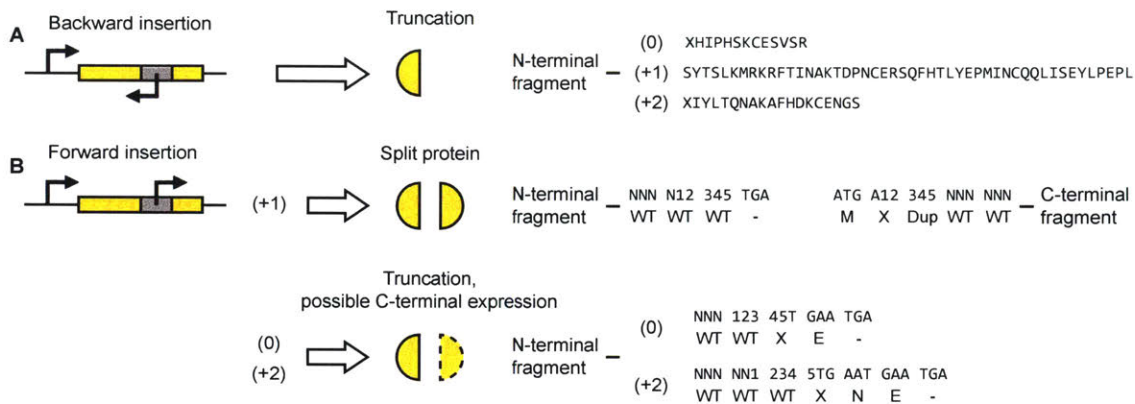 A
Backward insertion
Truncation
N-terminal
fragment
(0) XHIPHSKCESVSR
(+1) SYTSLKMRKRFTINAKTDPNCERSQFHTLYEPMINCQQLISEYLPEPL
(+2) XIYLTQNAKAFHDKCENGS
B
Forward insertion
(+1)
Split protein
N-terminal
fragment
NNN N12 345 TGA
WT WT WT -
ATG A12 345 NNN NNN
M X Dup WT WT
C-terminal
fragment
(0)
(+2)
Truncation,
possible C-terminal expression
N-terminal
fragment
(0)
NNN 123 45T GAA TGA
WT WT X E -
(+2)
NNN NN1 234 5TG AAT GAA TGA
WT WT WT X N E -